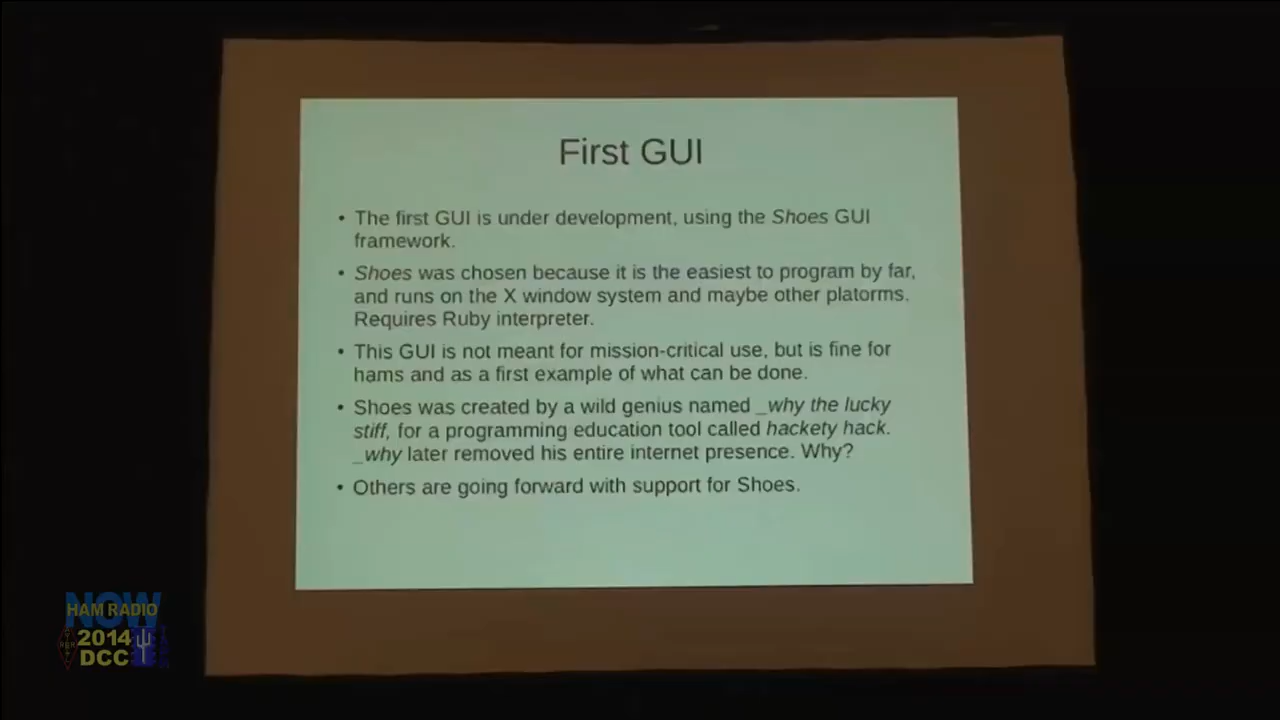 First GUI
• The first GUI is under development, using the Shoes GUI
framework.
• Shoes was chosen because it is the easiest to program by far,
and runs on the X window system and maybe other platorms.
Requires Ruby interpreter.
• This GUI is not meant for mission-critical use, but is fine for
hams and as a first example of what can be done.
• Shoes was created by a wild genius named _why the lucky
stiff, for a programming education tool called hackety hack.
_why later removed his entire internet presence. Why?
• Others are going forward with support for Shoes.
NOW
HAM RADIO
2014
DCC